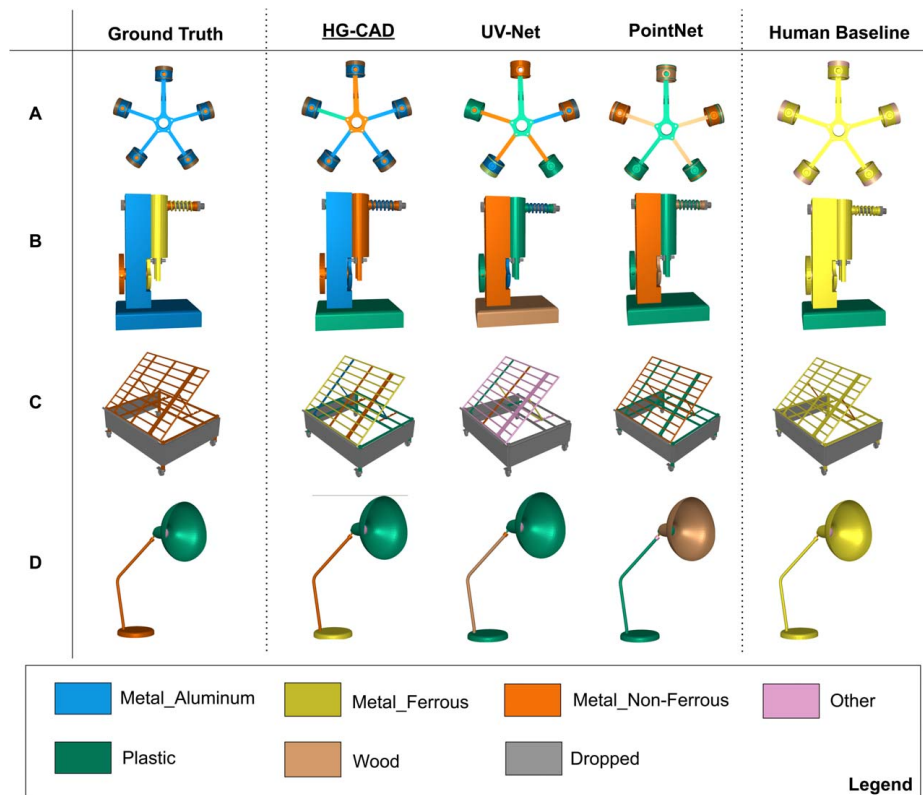 Ground Truth HG-CAD UV-Net PointNet Human Baseline
A
B
C
D
Metal_Aluminum Metal_Ferrous Metal_Non-Ferrous Other
Plastic Wood Dropped
Legend